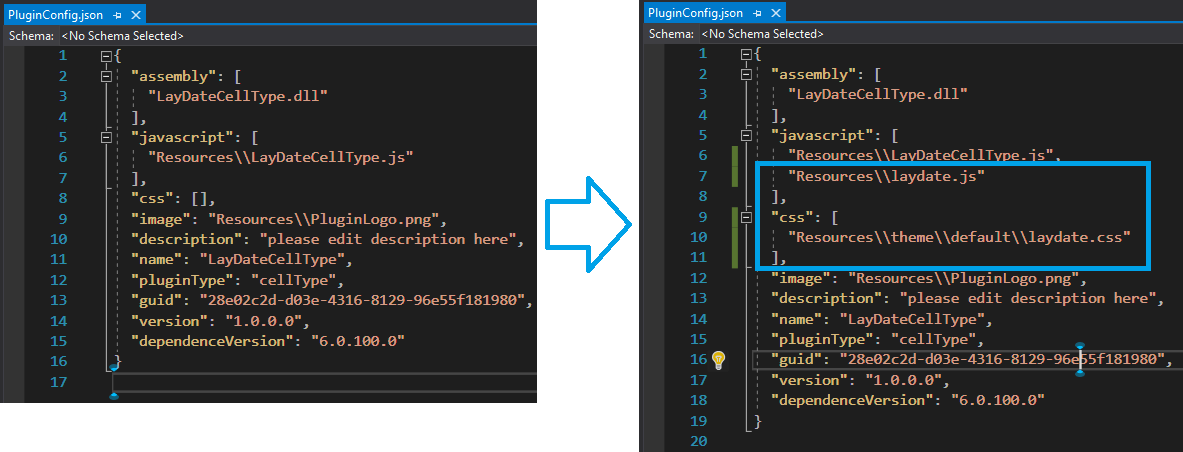 PluginConfig.json
Schema: <No Schema Selected>
1 {
2 "assembly": [
3 "LayDateCellType.dll"
4 ],
5 "javascript": [
6 "Resources\\LayDateCellType.js"
7 ],
8 "css": [],
9 "image": "Resources\\PluginLogo.png",
10 "description": "please edit description here",
11 "name": "LayDateCellType",
12 "pluginType": "cellType",
13 "guid": "28e02c2d-d03e-4316-8129-96e55f181980",
14 "version": "1.0.0.0",
15 "dependenceVersion": "6.0.100.0"
16 }
17
PluginConfig.json
Schema: <No Schema Selected>
1 {
2 "assembly": [
3 "LayDateCellType.dll"
4 ],
5 "javascript": [
6 "Resources\\LayDateCellType.js",
7 "Resources\\laydate.js"
8 ],
9 "css": [
10 "Resources\\theme\\default\\laydate.css"
11 ],
12 "image": "Resources\\PluginLogo.png",
13 "description": "please edit description here",
14 "name": "LayDateCellType",
15 "pluginType": "cellType",
16 "guid": "28e02c2d-d03e-4316-8129-96e55f181980",
17 "version": "1.0.0.0",
18 "dependenceVersion": "6.0.100.0"
19 }
20